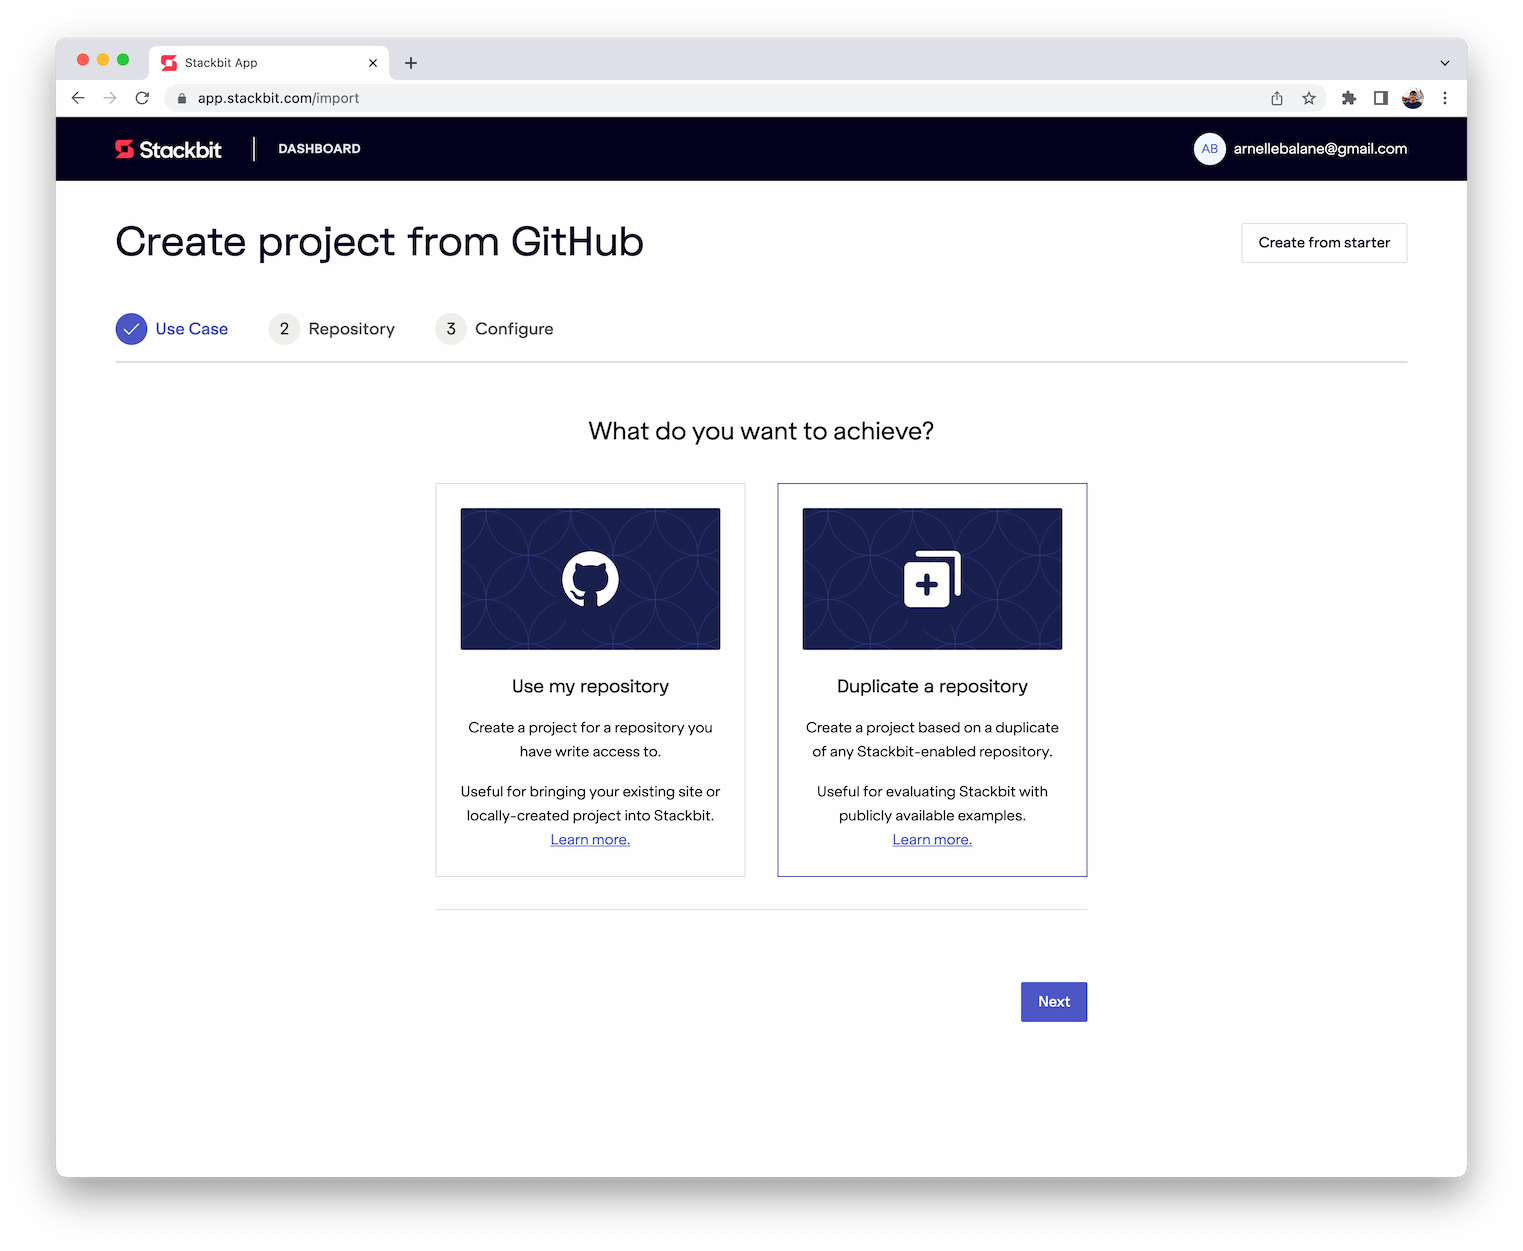 Stackbit App
app.stackbit.com/import
Stackbit
DASHBOARD
AB
arnellebalane@gmail.com
Create project from GitHub
Create from starter
Use Case
2 Repository
3 Configure
What do you want to achieve?
Use my repository
Create a project for a repository you
have write access to.
Useful for bringing your existing site or
locally-created project into Stackbit.
Learn more.
Duplicate a repository
Create a project based on a duplicate
of any Stackbit-enabled repository.
Useful for evaluating Stackbit with
publicly available examples.
Learn more.
Next